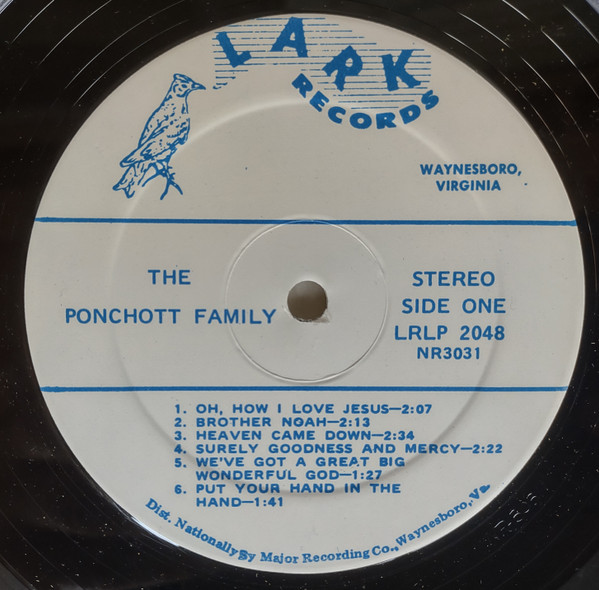 LARK
RECORDS
WAYNESBORO,
VIRGINIA
THE
PONCHOTT FAMILY
STEREO
SIDE ONE
LRLP 2048
NR3031
1. OH, HOW I LOVE JESUS—2:07
2. BROTHER NOAH—2:13
3. HEAVEN CAME DOWN—2:34
4. SURELY GOODNESS AND MERCY—2:22
5. WE'VE GOT A GREAT BIG
WONDERFUL GOD—1:27
6. PUT YOUR HAND IN THE
HAND—1:41
Dist. Nationally By Major Recording Co., Waynesboro, Va.